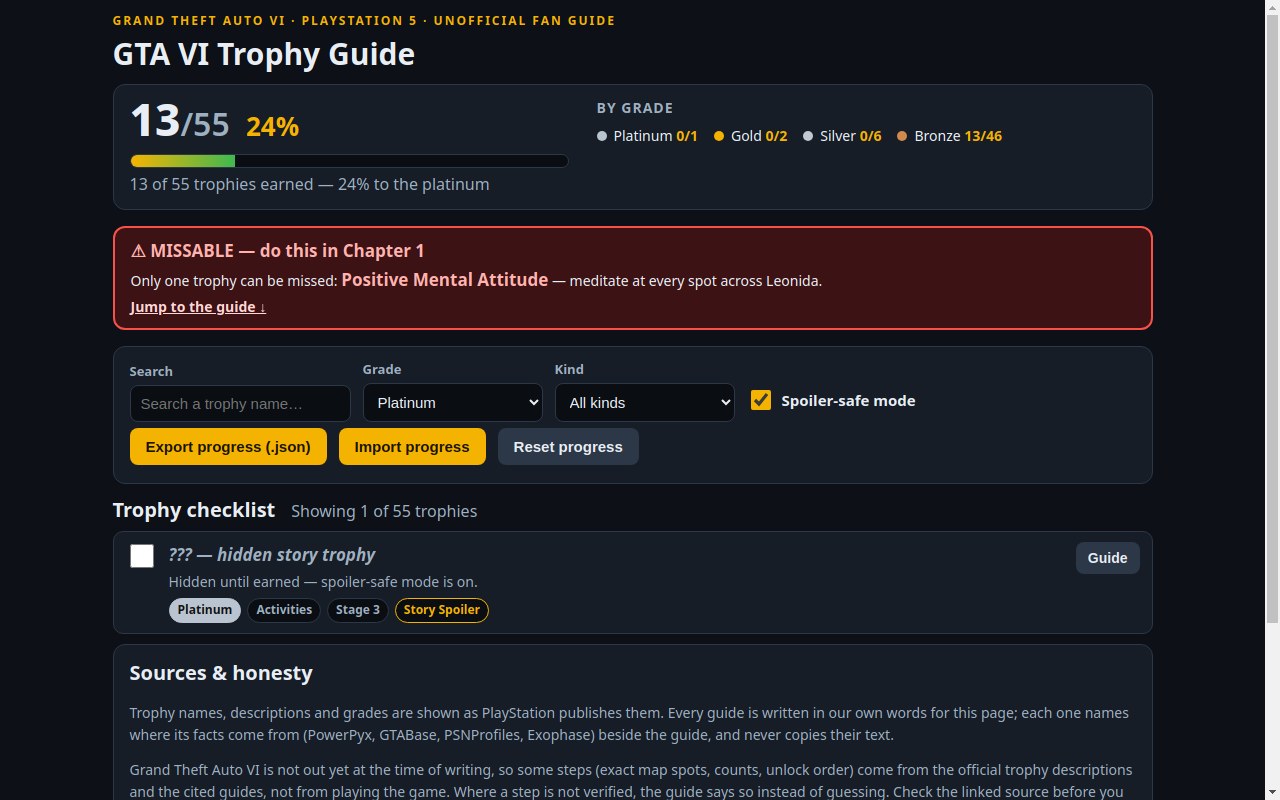 GRAND THEFT AUTO VI · PLAYSTATION 5 · UNOFFICIAL FAN GUIDE
GTA VI Trophy Guide
13/55 24%
13 of 55 trophies earned — 24% to the platinum
BY GRADE
Platinum 0/1 Gold 0/2 Silver 0/6 Bronze 13/46
⚠ MISSABLE — do this in Chapter 1
Only one trophy can be missed: Positive Mental Attitude — meditate at every spot across Leonida.
Jump to the guide ↓
Search Grade Kind
Search a trophy name… Platinum All kinds Spoiler-safe mode
Export progress (.json) Import progress Reset progress
Trophy checklist Showing 1 of 55 trophies
??? — hidden story trophy Guide
Hidden until earned — spoiler-safe mode is on.
Platinum Activities Stage 3 Story Spoiler
Sources & honesty
Trophy names, descriptions and grades are shown as PlayStation publishes them. Every guide is written in our own words for this page; each one names
where its facts come from (PowerPyx, GTABase, PSNProfiles, Exophase) beside the guide, and never copies their text.
Grand Theft Auto VI is not out yet at the time of writing, so some steps (exact map spots, counts, unlock order) come from the official trophy descriptions
and the cited guides, not from playing the game. Where a step is not verified, the guide says so instead of guessing. Check the linked source before you